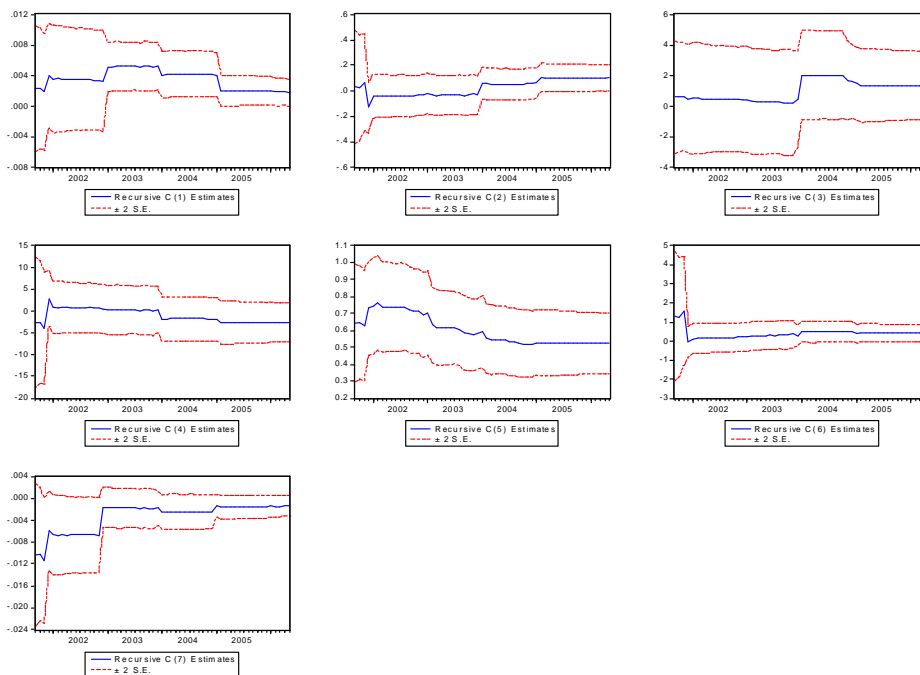 .012
.008
.004
.000
-.004
-.008
2002 2003 2004 2005
Recursive C(1) Estimates
± 2 S.E.
.6
.4
.2
.0
-.2
-.4
-.6
2002 2003 2004 2005
Recursive C(2) Estimates
± 2 S.E.
6
4
2
0
-2
-4
2002 2003 2004 2005
Recursive C(3) Estimates
± 2 S.E.
15
10
5
0
-5
-10
-15
-20
2002 2003 2004 2005
Recursive C(4) Estimates
± 2 S.E.
1.1
1.0
0.9
0.8
0.7
0.6
0.5
0.4
0.3
0.2
2002 2003 2004 2005
Recursive C(5) Estimates
± 2 S.E.
5
4
3
2
1
0
-1
-2
-3
2002 2003 2004 2005
Recursive C(6) Estimates
± 2 S.E.
.004
.000
-.004
-.008
-.012
-.016
-.020
-.024
2002 2003 2004 2005
Recursive C(7) Estimates
± 2 S.E.